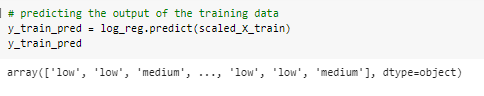 # predicting the output of the training data
y_train_pred = log_reg.predict(scaled_X_train)
y_train_pred
array(['low', 'low', 'medium', ..., 'low', 'low', 'medium'], dtype=object)